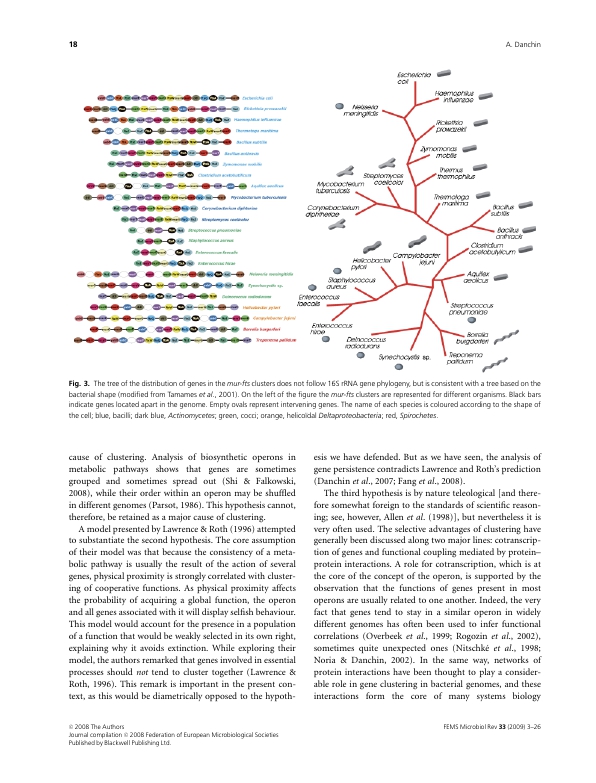 18
A. Danchin
Escherichia coli
Rickettsia prowazekii
Haemophilus influenzae
Thermotoga maritima
Bacillus subtilis
Bacillus anthracis
Zymomonas mobilis
Clostridium acetobutylicum
Aquifex aeolicus
Mycobacterium tuberculosis
Corynebacterium diphtheriae
Streptomyces coelicolor
Streptococcus pneumoniae
Staphylococcus aureus
Enterococcus faecalis
Enterococcus hirae
Neisseria meningitidis
Synechocystis sp.
Deinococcus radiodurans
Helicobacter pylori
Campylobacter jejuni
Borrelia burgdorferi
Treponema pallidum
Escherichia
coli
Haemophilus
influenzae
Neisseria
meningitidis
Rickettsia
prowazekii
Zymomonas
mobilis
Thermus
thermophilus
Streptomyces
coelicolor
Mycobacterium
tuberculosis
Thermotoga
maritima
Corynebacterium
diphtheriae
Bacillus
subtilis
Bacillus
anthracis
Clostridium
acetobutylicum
Campylobacter
jejuni
Helicobacter
pylori
Aquifex
aeolicus
Staphylococcus
aureus
Enterococcus
faecalis
Streptococcus
pneumoniae
Enterococcus
hirae
Deinococcus
radiodurans
Borrelia
burgdorferi
Synechocystis sp.
Treponema
pallidum
Fig. 3. The tree of the distribution of genes in the mur-fts clusters does not follow 16S rRNA gene phylogeny, but is consistent with a tree based on the
bacterial shape (modified from Tamames et al., 2001). On the left of the figure the mur-fts clusters are represented for different organisms. Black bars
indicate genes located apart in the genome. Empty ovals represent intervening genes. The name of each species is coloured according to the shape of
the cell; blue, bacilli; dark blue, Actinomycetes; green, cocci; orange, helicoldal Deltaproteobacteria; red, Spirochetes.
cause of clustering. Analysis of biosynthetic operons in
metabolic pathways shows that genes are sometimes
grouped and sometimes spread out (Shi & Falkowski,
2008), while their order within an operon may be shuffled
in different genomes (Parsot, 1986). This hypothesis cannot,
therefore, be retained as a major cause of clustering.
A model presented by Lawrence & Roth (1996) attempted
to substantiate the second hypothesis. The core assumption
of their model was that because the consistency of a meta-
bolic pathway is usually the result of the action of several
genes, physical proximity is strongly correlated with cluster-
ing of cooperative functions. As physical proximity affects
the probability of acquiring a global function, the operon
and all genes associated with it will display selfish behaviour.
This model would account for the presence in a population
of a function that would be weakly selected in its own right,
explaining why it avoids extinction. While exploring their
model, the authors remarked that genes involved in essential
processes should not tend to cluster together (Lawrence &
Roth, 1996). This remark is important in the present con-
text, as this would be diametrically opposed to the hypoth-
esis we have defended. But as we have seen, the analysis of
gene persistence contradicts Lawrence and Roth's prediction
(Danchin et al., 2007; Fang et al., 2008).
The third hypothesis is by nature teleological [and there-
fore somewhat foreign to the standards of scientific reason-
ing; see, however, Allen et al. (1998)], but nevertheless it is
very often used. The selective advantages of clustering have
generally been discussed along two major lines: cotranscrip-
tion of genes and functional coupling mediated by protein–
protein interactions. A role for cotranscription, which is at
the core of the concept of the operon, is supported by the
observation that the functions of genes present in most
operons are usually related to one another. Indeed, the very
fact that genes tend to stay in a similar operon in widely
different genomes has often been used to infer functional
correlations (Overbeek et al., 1999; Rogozin et al., 2002),
sometimes quite unexpected ones (Nitschké et al., 1998;
Noria & Danchin, 2002). In the same way, networks of
protein interactions have been thought to play a consider-
able role in gene clustering in bacterial genomes, and these
interactions form the core of many systems biology
© 2008 The Authors
Journal compilation © 2008 Federation of European Microbiological Societies
Published by Blackwell Publishing Ltd.
FEMS Microbiol Rev 33 (2009) 3–26